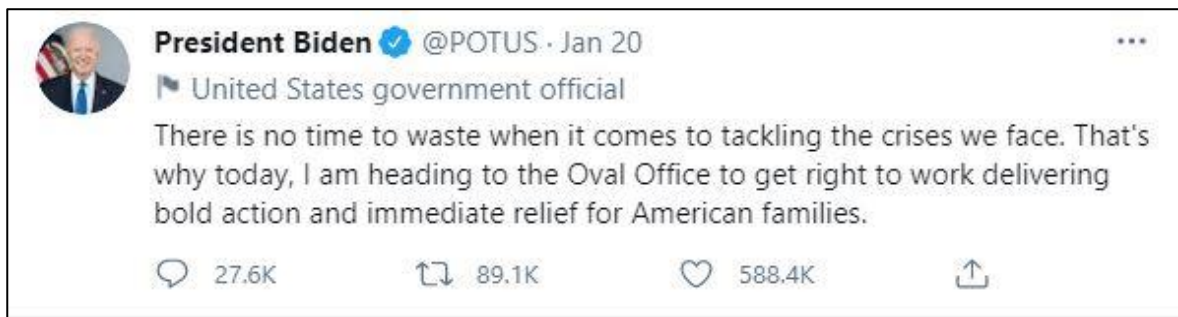 President Biden @POTUS · Jan 20
United States government official
There is no time to waste when it comes to tackling the crises we face. That's
why today, I am heading to the Oval Office to get right to work delivering
bold action and immediate relief for American families.
27.6K 89.1K 588.4K